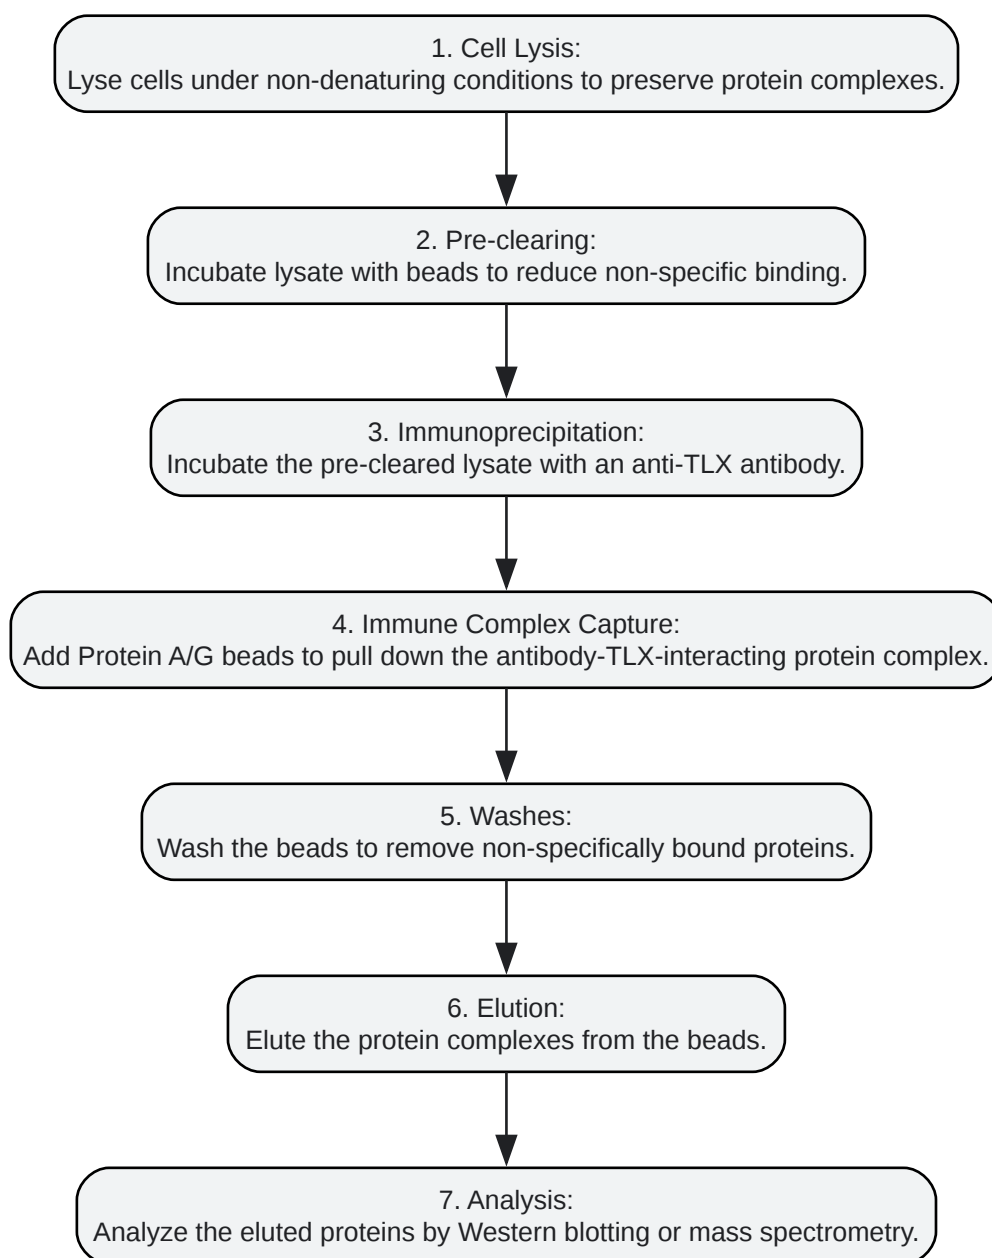 1. Cell Lysis:
Lyse cells under non-denaturing conditions to preserve protein complexes.
2. Pre-clearing:
Incubate lysate with beads to reduce non-specific binding.
3. Immunoprecipitation:
Incubate the pre-cleared lysate with an anti-TLX antibody.
4. Immune Complex Capture:
Add Protein A/G beads to pull down the antibody-TLX-interacting protein complex.
5. Washes:
Wash the beads to remove non-specifically bound proteins.
6. Elution:
Elute the protein complexes from the beads.
7. Analysis:
Analyze the eluted proteins by Western blotting or mass spectrometry.